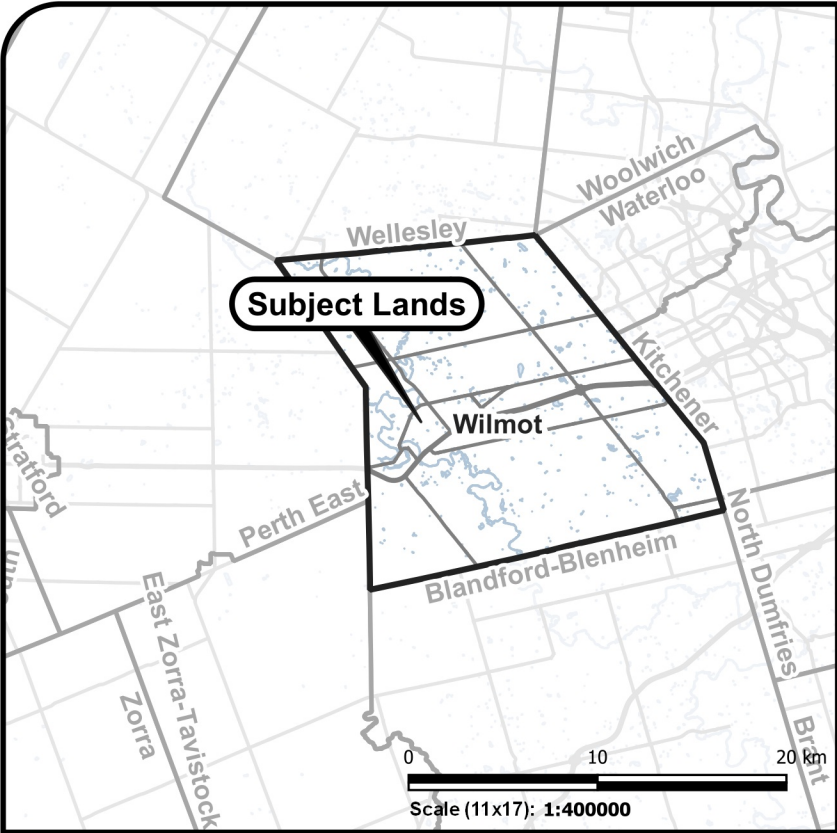 Woolwich
Waterloo
Wellesley
Subject Lands
Kitchener
Wilmot
Stratford
Perth East
North Dumfries
Blandford-Blenheim
East Zorra-Tavistock
Zorra
Brant
0 10 20 km
Scale (11x17): 1:400000